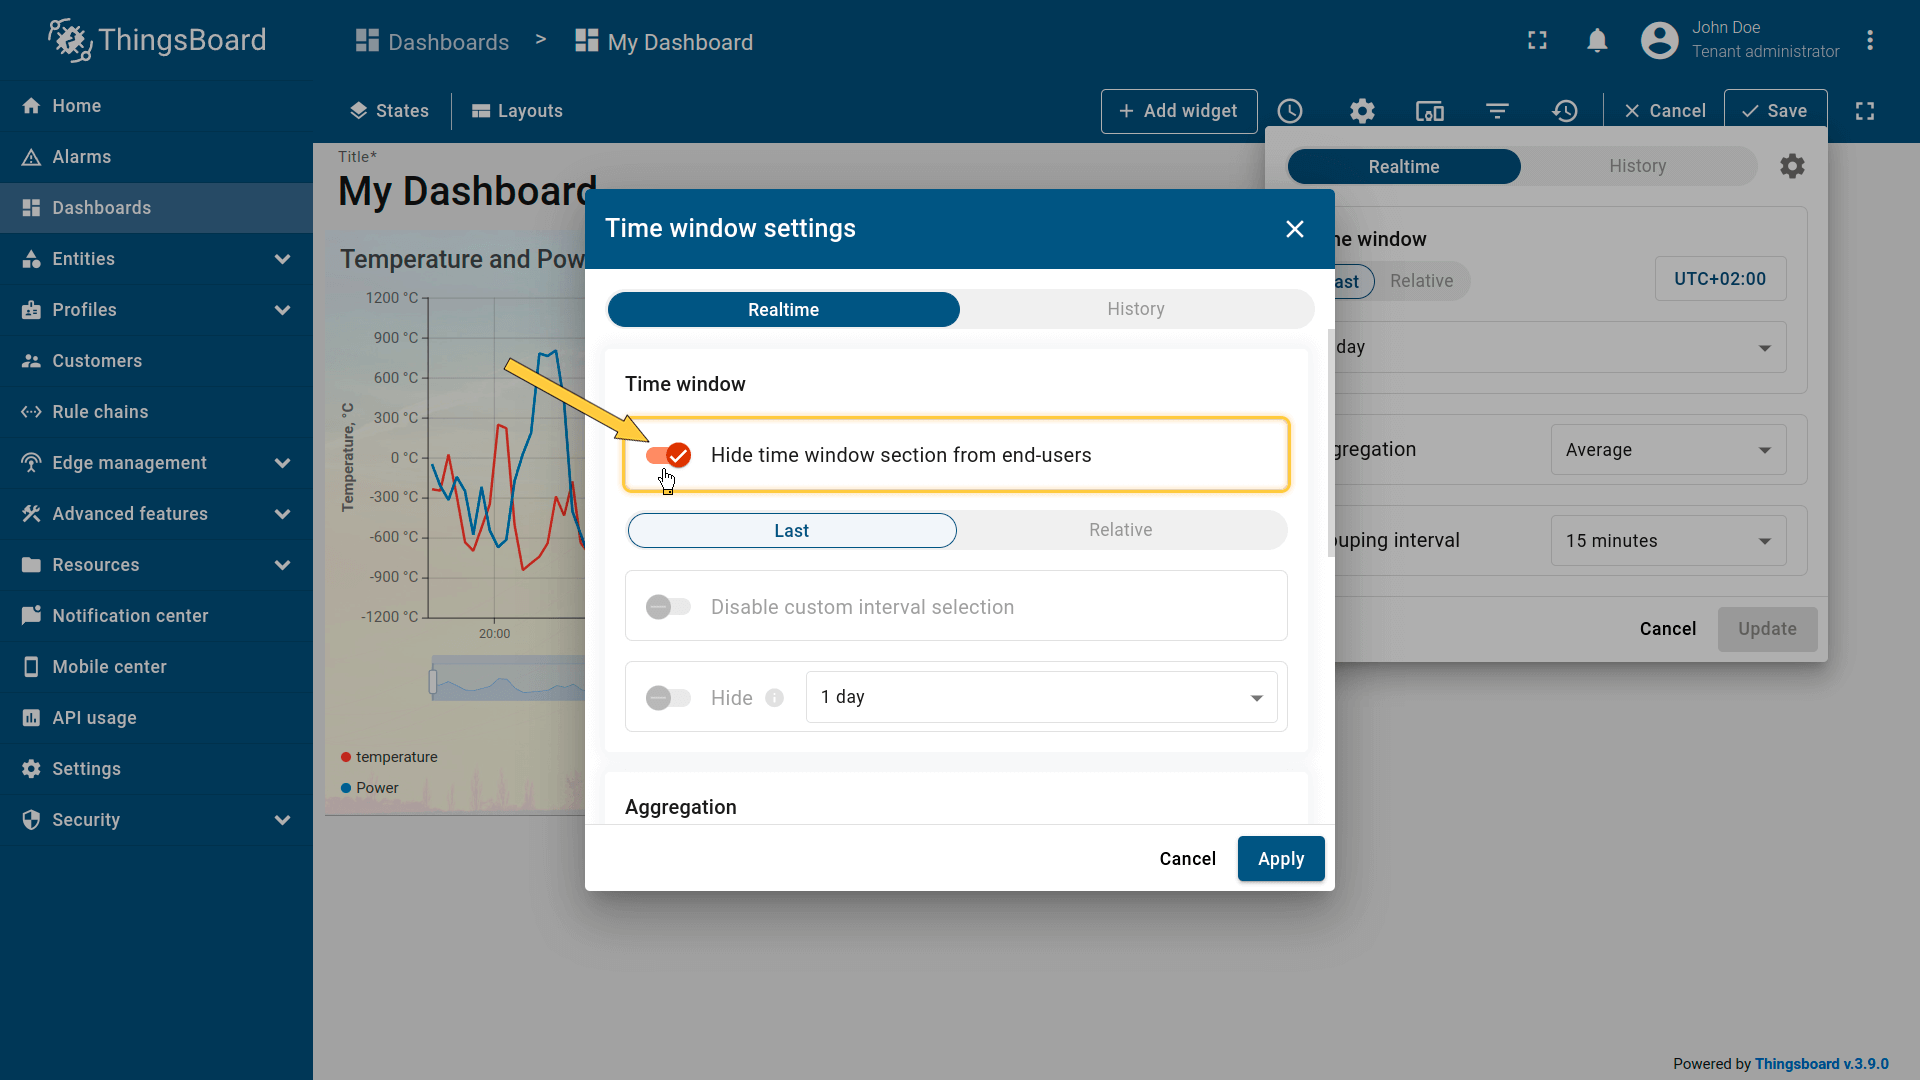 ThingsBoard
Dashboards > My Dashboard
John Doe
Tenant administrator
Home
Alarms
Dashboards
Entities
Profiles
Customers
Rule chains
Edge management
Advanced features
Resources
Notification center
Mobile center
API usage
Settings
Security
States
Layouts
+ Add widget
Cancel
Save
Title*
My Dashboard
Temperature and Pow
1200 °C
900 °C
600 °C
300 °C
0 °C
-300 °C
-600 °C
-900 °C
-1200 °C
Temperature, °C
20:00
temperature
Power
Time window settings
Realtime
History
Time window
Hide time window section from end-users
Last
Relative
Disable custom interval selection
Hide
1 day
Aggregation
Cancel
Apply
Realtime
History
ne window
ast
Relative
UTC+02:00
day
gregation
Average
ouping interval
15 minutes
Cancel
Update
Powered by Thingsboard v.3.9.0